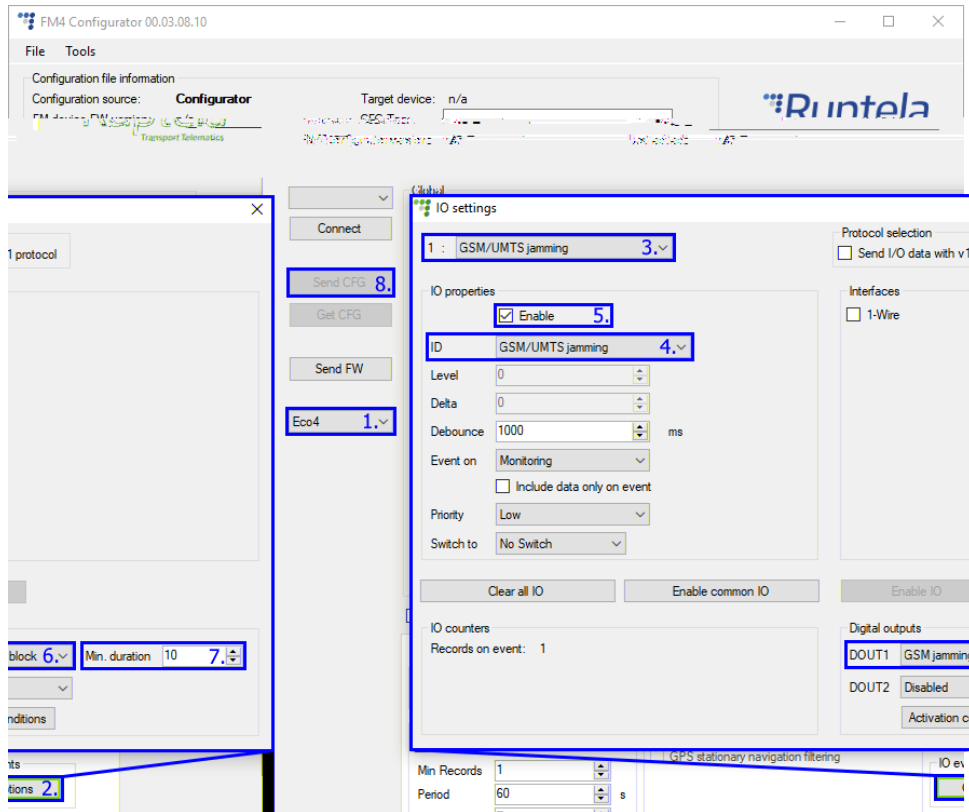 FM4 Configurator 00.03.08.10
File Tools
Configuration file information
Configuration source: Configurator Target device: n/a
Runtela
Transport Telematics
Global
IO settings
Connect
1 protocol
1 : GSM/UMTS jamming 3.
Protocol selection
Send I/O data with v1
Send CFG 8.
Get CFG
IO properties
Enable 5.
Interfaces
1-Wire
ID GSM/UMTS jamming 4.
Send FW
Level 0
Delta 0
Eco4 1.
Debounce 1000 ms
Event on Monitoring
Include data only on event
Priority Low
Switch to No Switch
Clear all IO Enable common IO Enable IO
IO counters
Records on event: 1
Digital outputs
block 6. Min. duration 10 7.
DOUT1 GSM jamming
DOUT2 Disabled
nditions
Activation c
GPS stationary navigation filtering
nts
tions 2.
IO ev
Min Records 1
Period 60 s